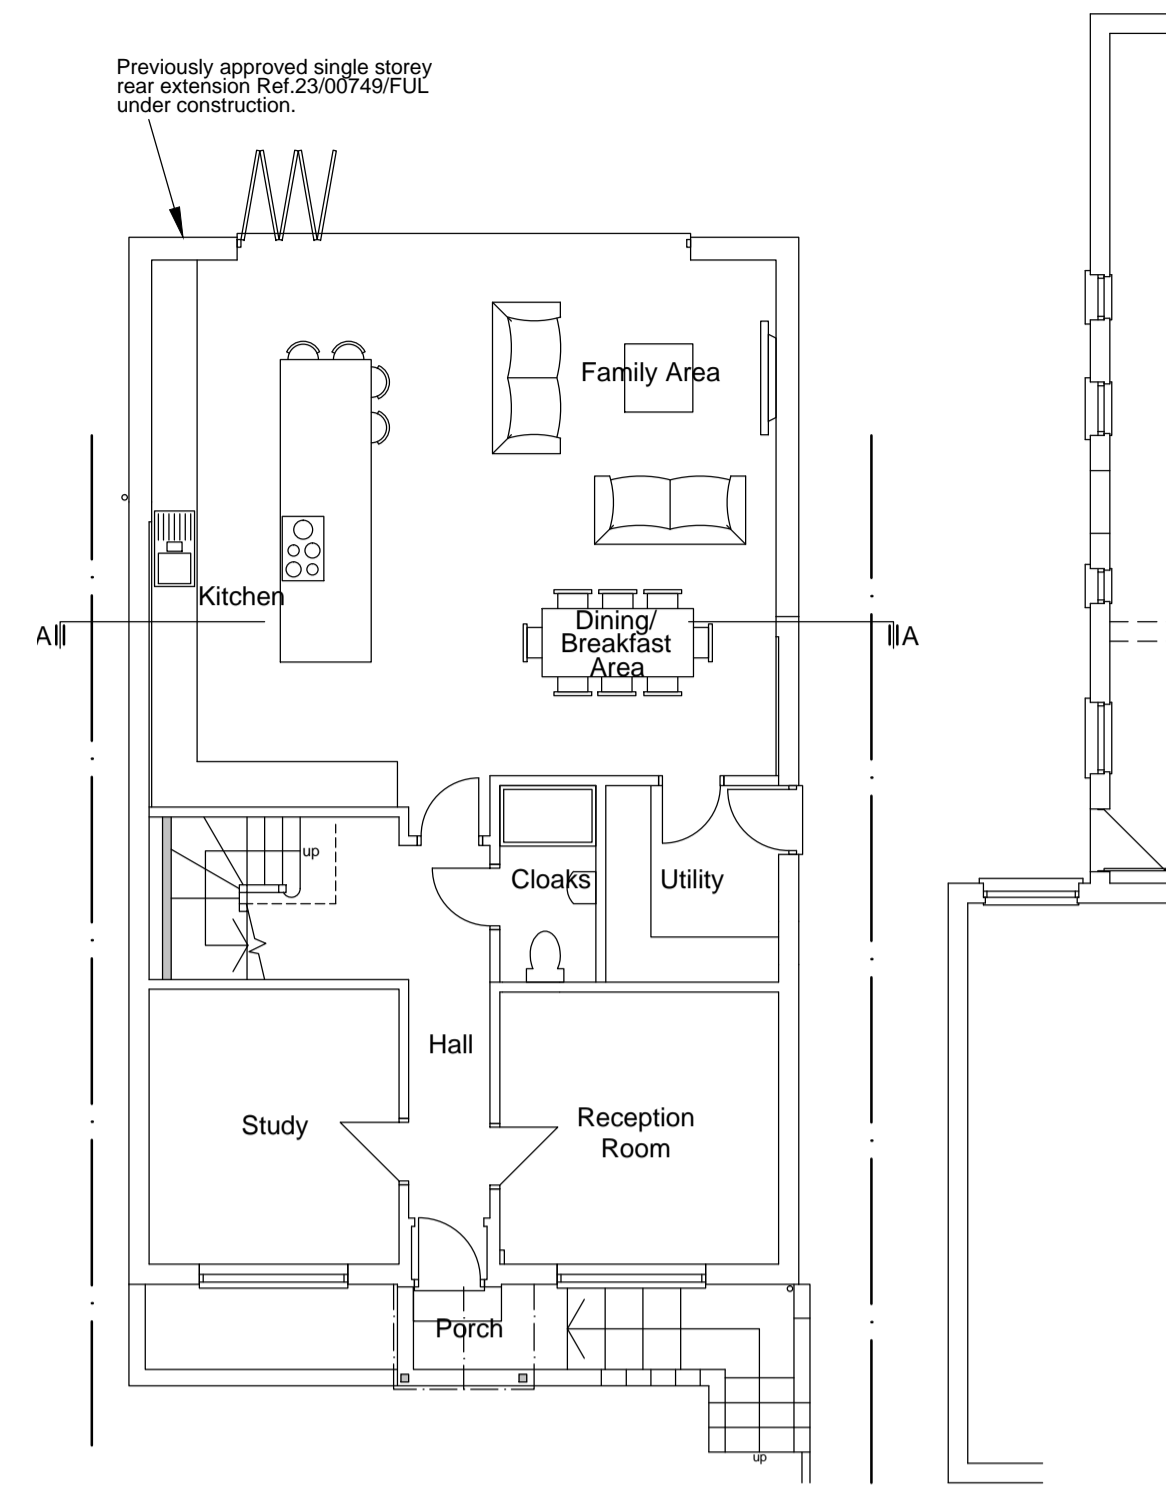 Previously approved single storey
rear extension Ref.23/00749/FUL
under construction.
Family Area
Kitchen
Dining/
Breakfast
Area
A
A
up
Cloaks
Utility
Hall
Study
Reception
Room
Porch
up